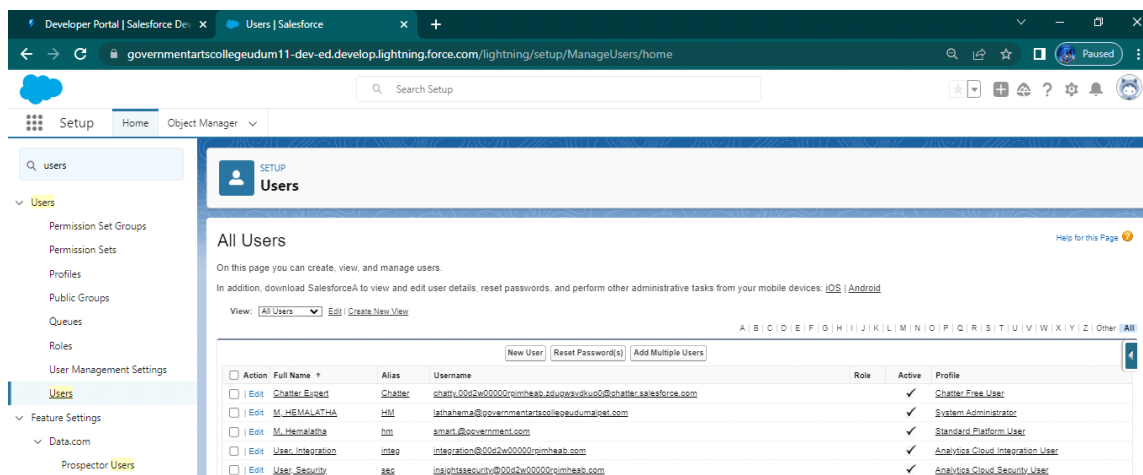 Developer Portal | Salesforce Dev
Users | Salesforce
governmentartscollegeudum11-dev-ed.develop.lightning.force.com/lightning/setup/ManageUsers/home
Paused
Search Setup
Setup
Home
Object Manager
users
Users
Permission Set Groups
Permission Sets
Profiles
Public Groups
Queues
Roles
User Management Settings
Users
Feature Settings
Data.com
Prospector Users
SETUP
Users
All Users
Help for this Page
On this page you can create, view, and manage users.
In addition, download SalesforceA to view and edit user details, reset passwords, and perform other administrative tasks from your mobile devices: iOS | Android
View: All Users Edit | Create New View
A | B | C | D | E | F | G | H | I | J | K | L | M | N | O | P | Q | R | S | T | U | V | W | X | Y | Z | Other All
New User Reset Password(s) Add Multiple Users
Action Full Name Alias Username Role Active Profile
Edit Chatter Expert Chatter chatty.00d2w00000rpimheab.zdupwsvdkuo0@chatter.salesforce.com Chatter Free User
Edit M, HEMALATHA HM lathahema@governmentartscollegeudumalpet.com System Administrator
Edit M, Hemalatha hm smart.@government.com Standard Platform User
Edit User, Integration integ integration@00d2w00000rpimheab.com Analytics Cloud Integration User
Edit User, Security sec insightssecurity@00d2w00000rpimheab.com Analytics Cloud Security User